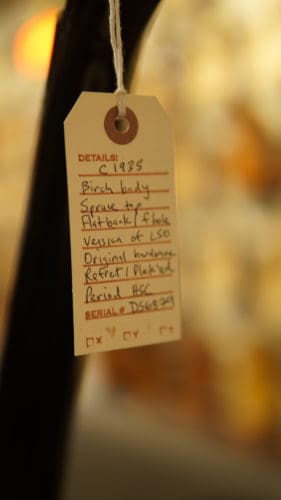 DETAILS:
C 1935
Birch body
Spruce top
Flatback / f hole
Version of L50
Original hardware
Refret / Plek'ed
Period HSC
SERIAL #
□X □Y □Z